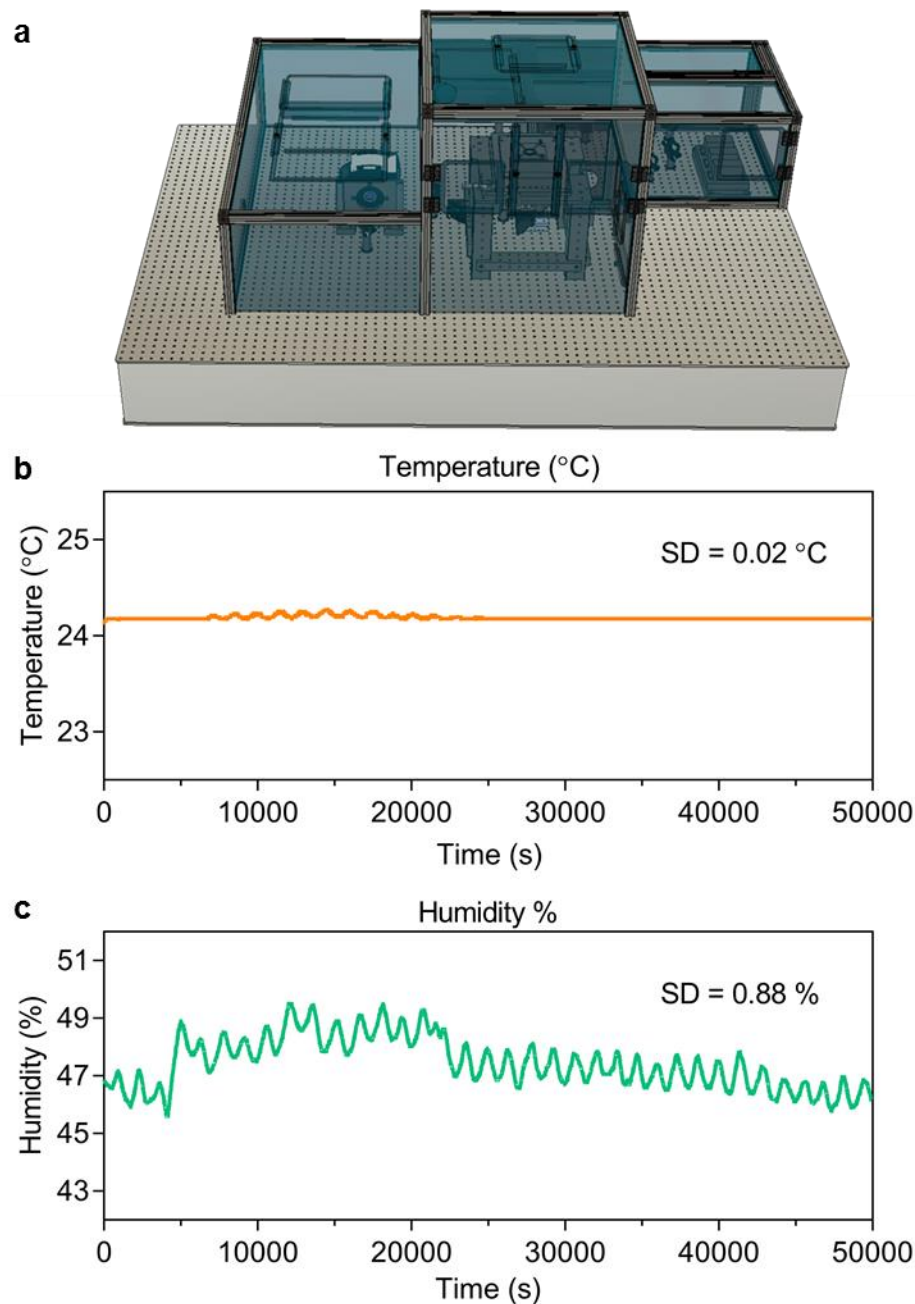 a
b
Temperature (°C)
Temperature (°C)
25
24
23
SD = 0.02 °C
0 10000 20000 30000 40000 50000
Time (s)
c
Humidity %
Humidity (%)
51
49
47
45
43
SD = 0.88 %
0 10000 20000 30000 40000 50000
Time (s)